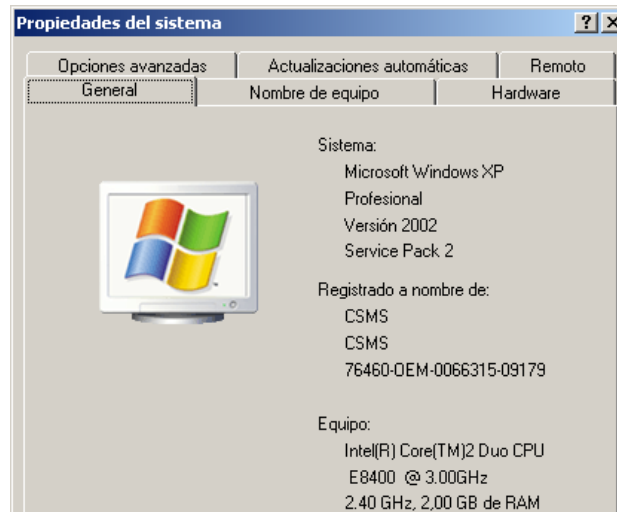 Propiedades del sistema
Opciones avanzadas
Actualizaciones automáticas
Remoto
General
Nombre de equipo
Hardware
Sistema:
Microsoft Windows XP
Profesional
Versión 2002
Service Pack 2
Registrado a nombre de:
CSMS
CSMS
76460-OEM-0066315-09179
Equipo:
Intel(R) Core(TM)2 Duo CPU
E8400 @ 3.00GHz
2.40 GHz, 2,00 GB de RAM